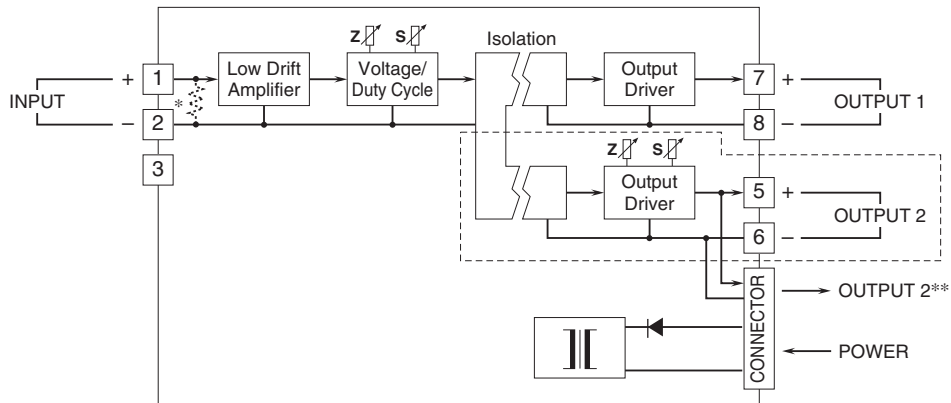 Z S
Isolation
INPUT
+ 1
Low Drift
Amplifier
Voltage/
Duty Cycle
Output
Driver
7 +
OUTPUT 1
*
– 2
8 –
3
Z S
Output
Driver
5 +
OUTPUT 2
6 –
CONNECTOR
OUTPUT 2**
POWER